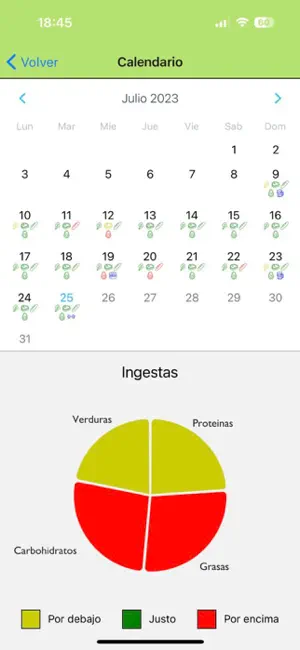 18:45 64
Volver Calendario
Julio 2023
Lun Mar Mie Jue Vie Sab Dom
1 2
3 4 5 6 7 8 9
10 11 12 13 14 15 16
17 18 19 20 21 22 23
24 25 26 27 28 29 30
31
Ingestas
Verduras Proteinas
Carbohidratos Grasas
Por debajo Justo Por encima